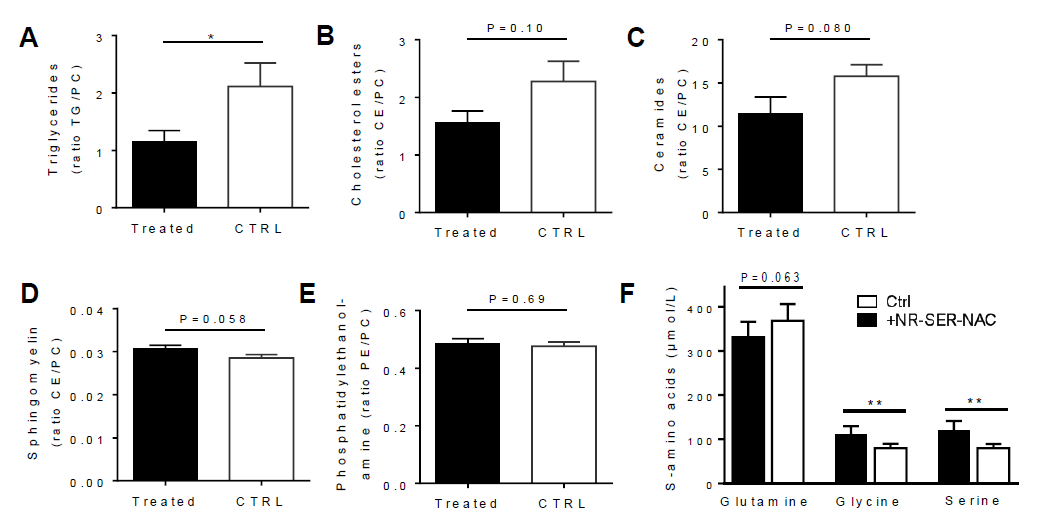 A
Triglycerides
(ratio TG/PC)
3
2
1
0
*
Treated
CTRL
B
Cholesterolesters
(ratio CE/PC)
3
2
1
0
P=0.10
Treated
CTRL
C
Ceramides
(ratio CE/PC)
20
15
10
5
0
P=0.080
Treated
CTRL
D
Sphingomyelin
(ratio CE/PC)
0.04
0.03
0.02
0.01
0.00
P=0.058
Treated
CTRL
E
Phosphatidylethanol-
amine (ratio PE/PC)
0.6
0.4
0.2
0.0
P=0.69
Treated
CTRL
F
S-amino acids (µmol/L)
400
300
200
100
0
P=0.063
**
**
Ctrl
+NR-SER-NAC
Glutamine
Glycine
Serine